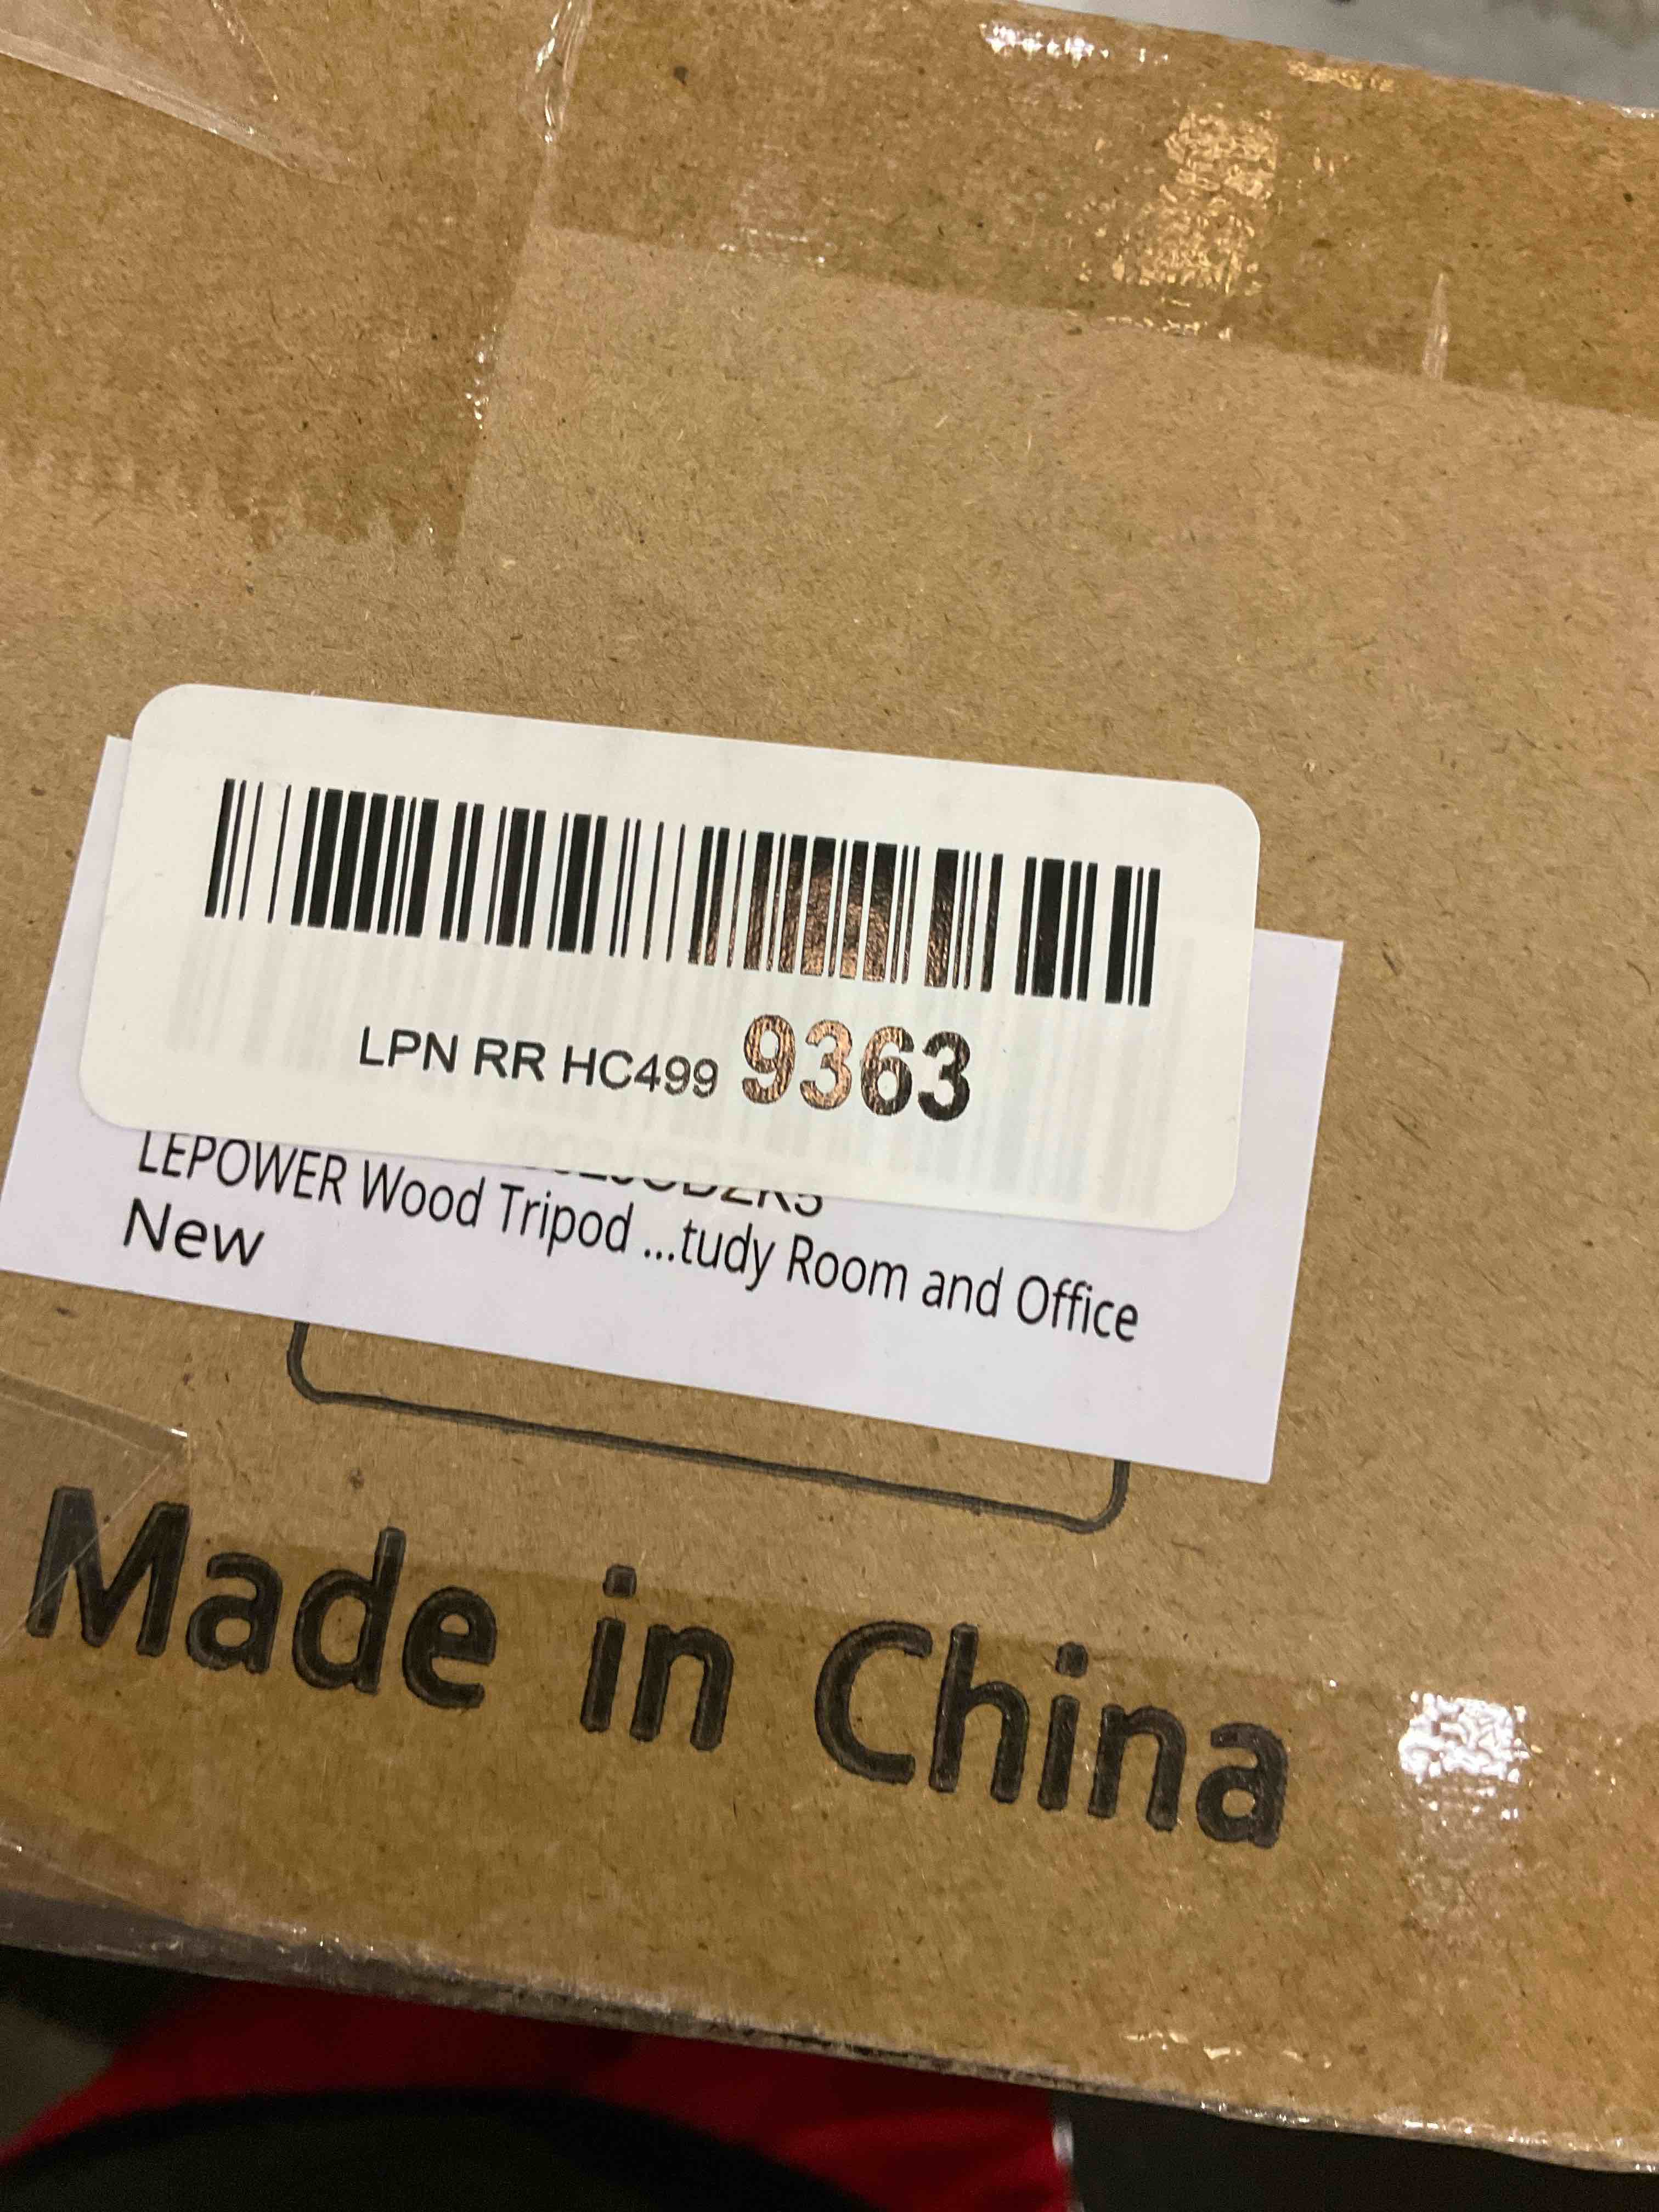 LPN RR HC499 9363
LEPOWER Wood Tripod ...tudy Room and Office
New
Made in China